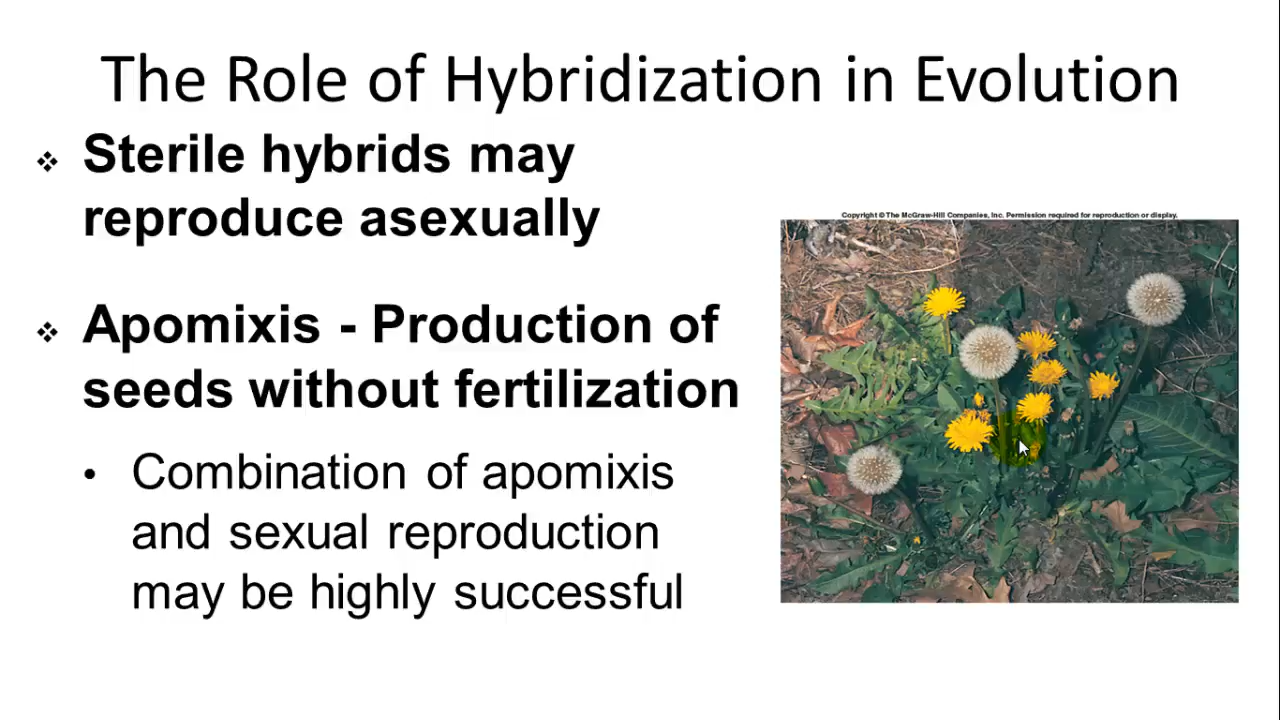 The Role of Hybridization in Evolution
❖ Sterile hybrids may
reproduce asexually
Copyright © The McGraw-Hill Companies, Inc. Permission required for reproduction or display.
❖ Apomixis - Production of
seeds without fertilization
• Combination of apomixis
and sexual reproduction
may be highly successful